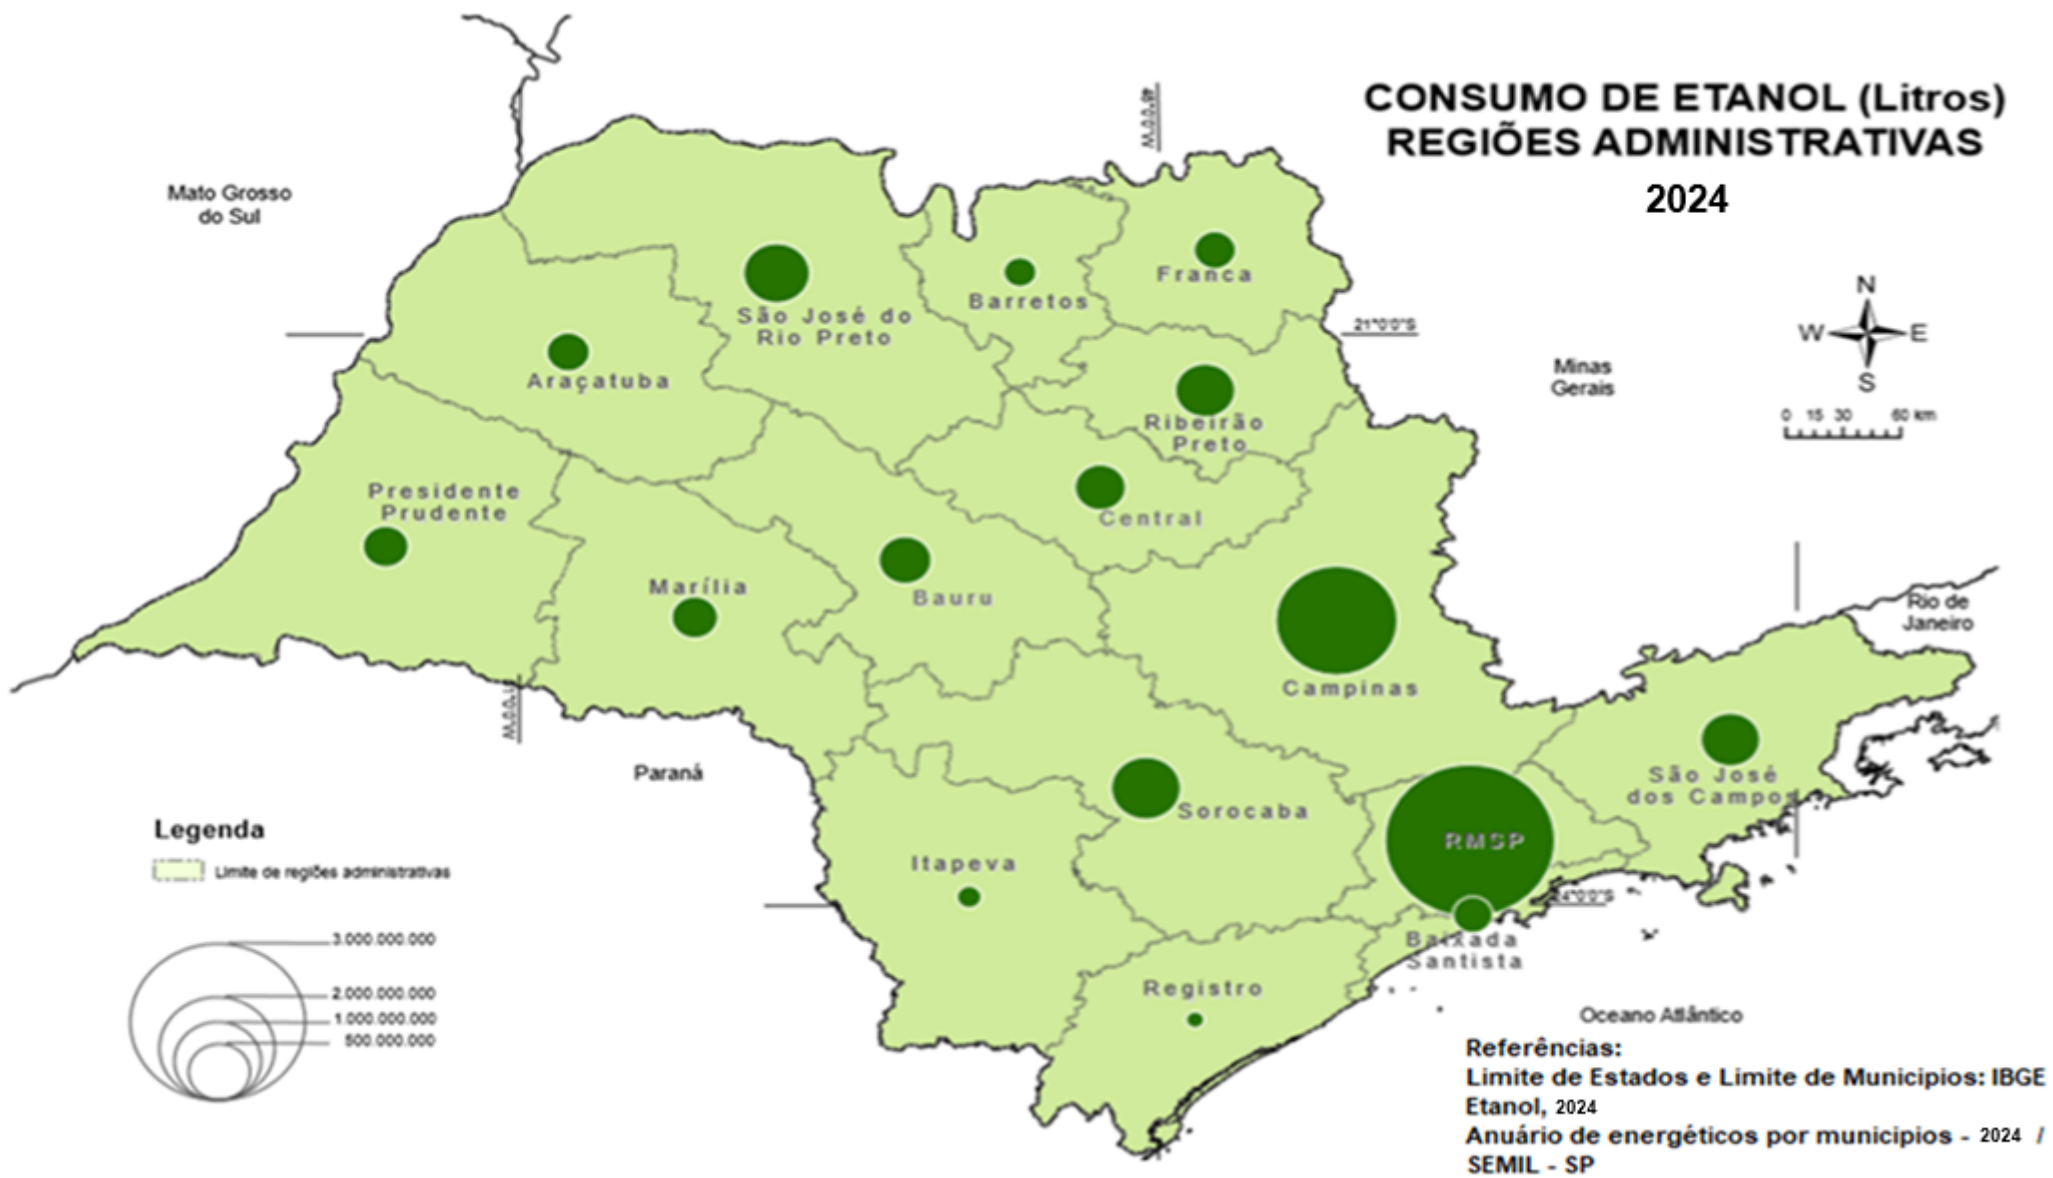 CONSUMO DE ETANOL (Litros)
REGIÕES ADMINISTRATIVAS
2024
48°0'0"W
Mato Grosso
do Sul
Franca
Barretos
São José do
Rio Preto
21°0'0"S
N
W
E
S
Minas
Gerais
Araçatuba
0 15 30 60 km
Ribeirão
Preto
Presidente
Prudente
Central
Marília
Bauru
Rio de
Janeiro
Campinas
Paraná
São José
dos Campos
Sorocaba
RMSP
Itapeva
24°0'0"S
Baixada
Santista
Registro
Oceano Atlântico
Legenda
Limite de regiões administrativas
3.000.000.000
2.000.000.000
1.000.000.000
500.000.000
Referências:
Limite de Estados e Limite de Municipios: IBGE
Etanol, 2024
Anuário de energéticos por municipios - 2024 /
SEMIL - SP